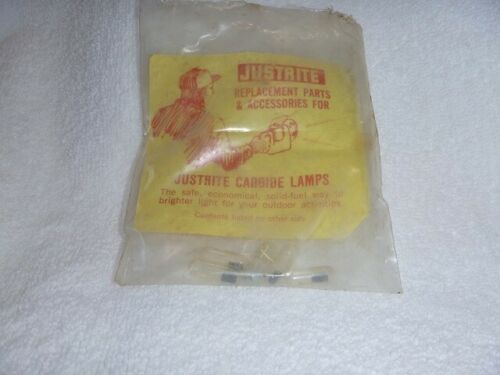 JUSTRITE
REPLACEMENT PARTS
& ACCESSORIES FOR
JUSTRITE CARBIDE LAMPS
The safe, economical, solid-fuel way to
brighter light for your outdoor activities.
Contents listed on other side